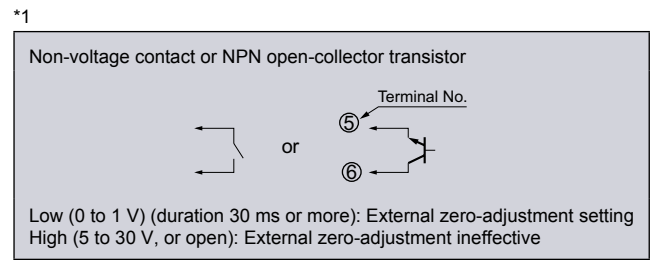 *1
Non-voltage contact or NPN open-collector transistor
Terminal No.
⑤
or
⑥
Low (0 to 1 V) (duration 30 ms or more): External zero-adjustment setting
High (5 to 30 V, or open): External zero-adjustment ineffective